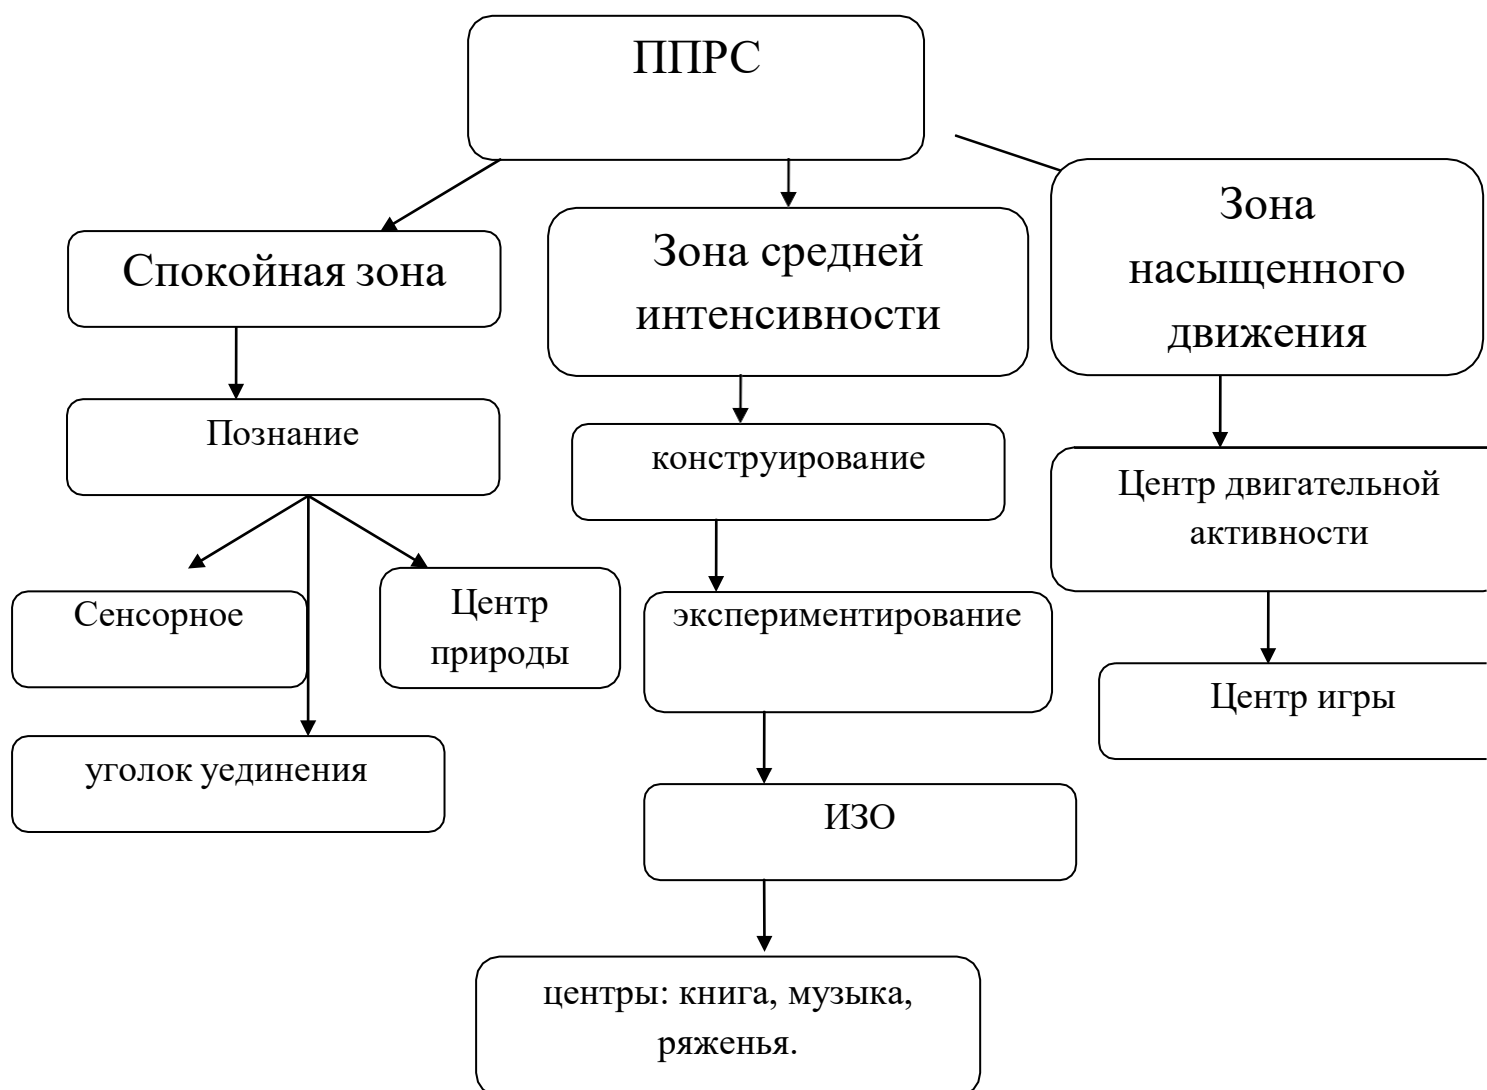 ППРС
Спокойная зона
Зона средней
интенсивности
Зона
насыщенного
движения
Познание
конструирование
Центр двигательной
активности
Сенсорное
Центр
природы
экспериментирование
Центр игры
уголок уединения
ИЗО
центры: книга, музыка,
ряженья.